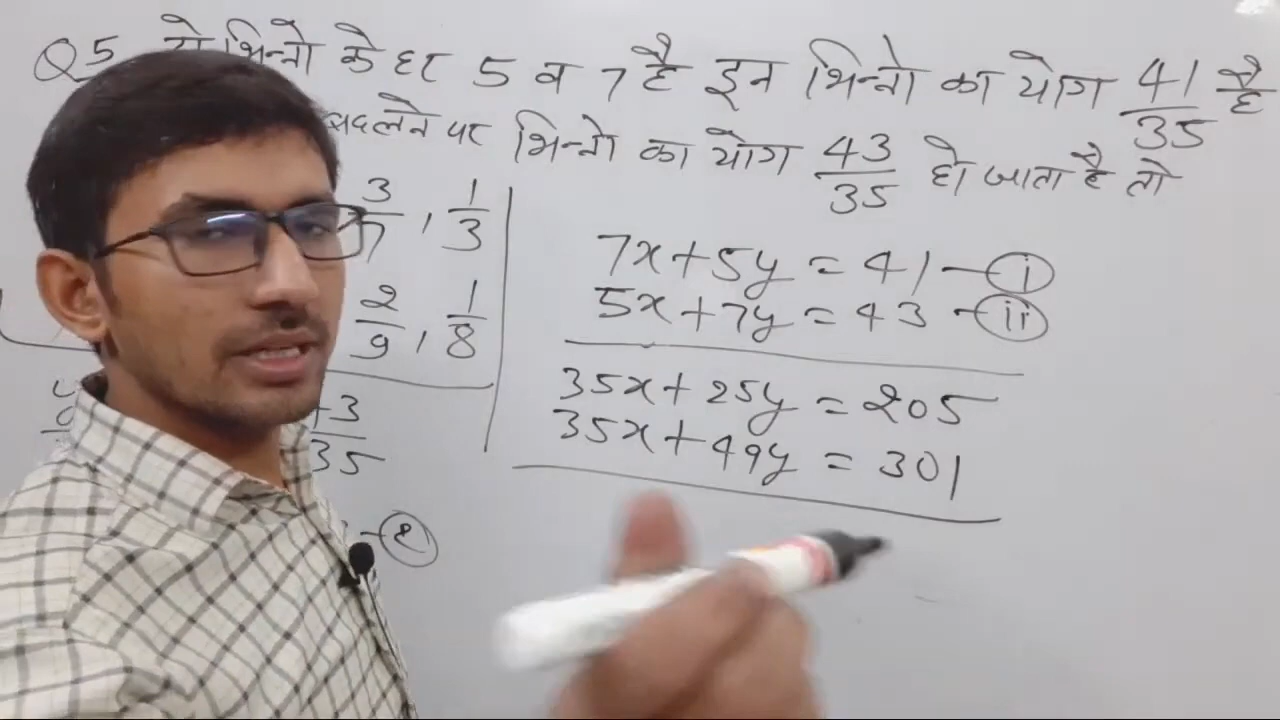 Q5 भिन्नो के हर 5 व 7 है इन भिन्नो का योग 41/35 है
बदलने पर भिन्नो का योग 43/35 हो जाता है तो
3/7 , 1/3
2/9 , 1/8
7x+5y = 41 - (i)
5x+7y = 43 - (ii)
35x + 25y = 205
35x + 49y = 301
+3
35